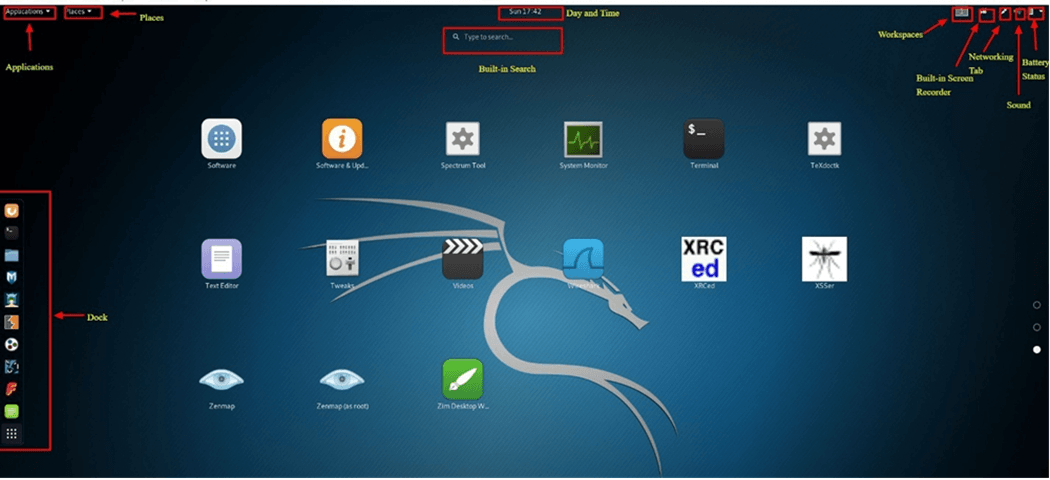 Applications
Places
Places
Sun 17:42
Day and Time
Type to search...
Workspaces
Networking
Tab
Battery
Status
Built-in Screen
Recorder
Sound
Applications
Built-in Search
Software
Software & Upd...
Spectrum Tool
System Monitor
$_
Terminal
TeXdoctk
Text Editor
Tweaks
Videos
Wireshark
XRC
ed
XRCed
XSSer
Dock
Zenmap
Zenmap (as root)
Zim Desktop W...